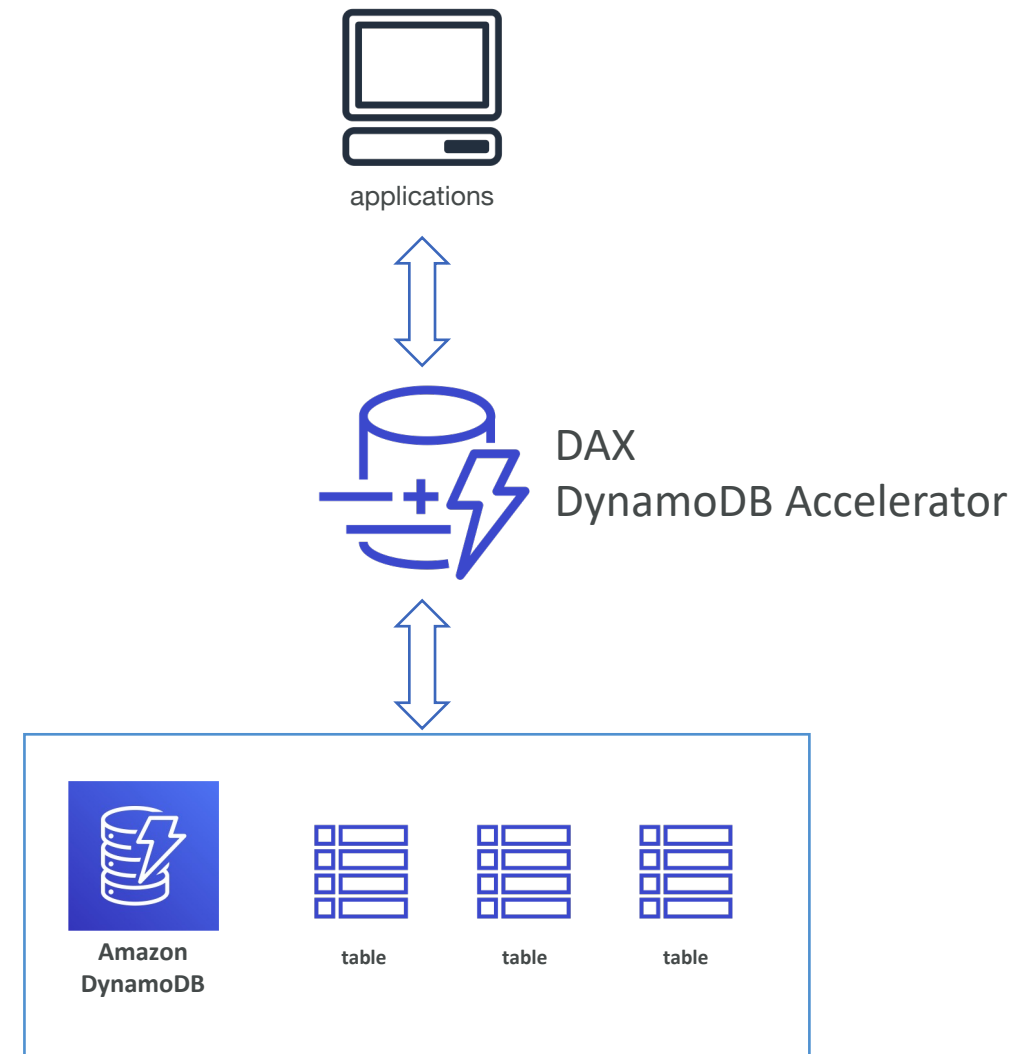 applications
DAX
DynamoDB Accelerator
Amazon
DynamoDB
table
table
table